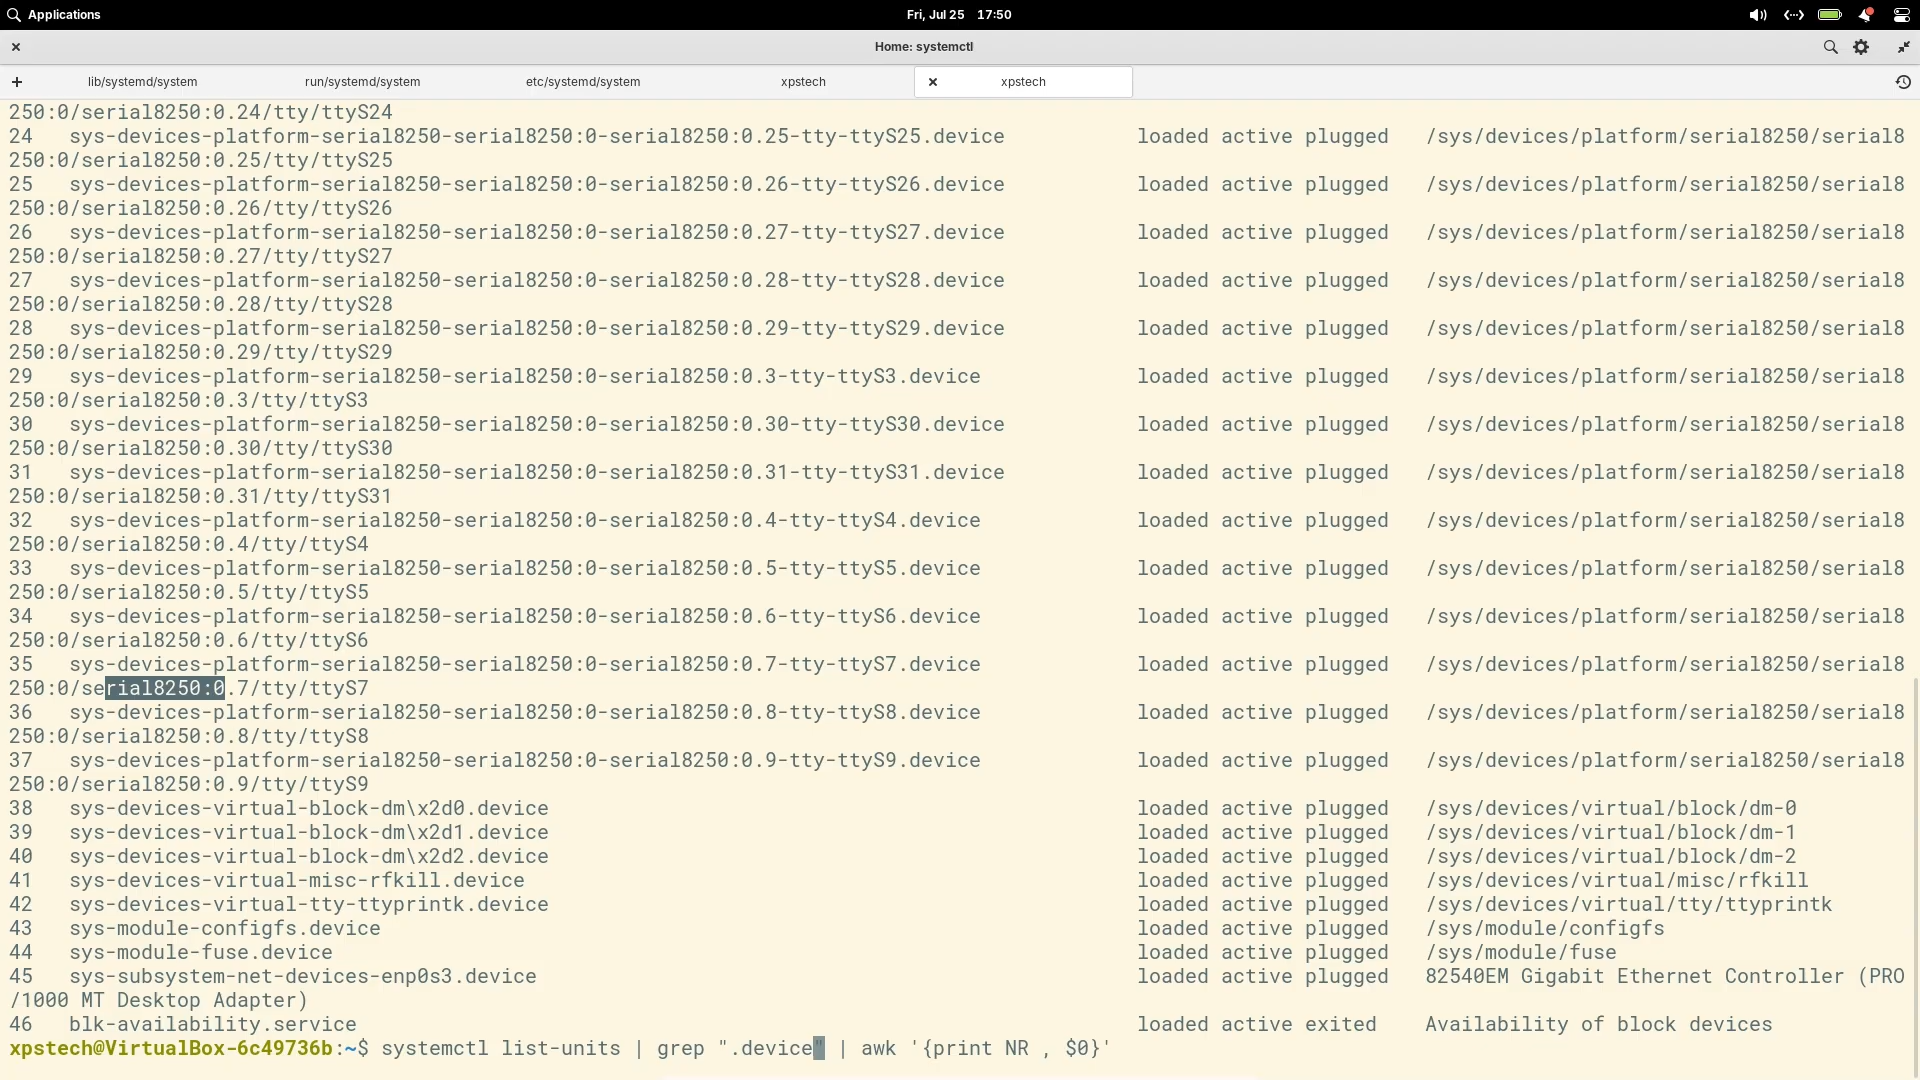 Applications
Fri, Jul 25 17:50
Home: systemctl
lib/systemd/system
run/systemd/system
etc/systemd/system
xpstech
xpstech
250:0/serial8250:0.24/tty/ttyS24
24 sys-devices-platform-serial8250-serial8250:0-serial8250:0.25-tty-ttyS25.device loaded active plugged /sys/devices/platform/serial8250/serial8
250:0/serial8250:0.25/tty/ttyS25
25 sys-devices-platform-serial8250-serial8250:0-serial8250:0.26-tty-ttyS26.device loaded active plugged /sys/devices/platform/serial8250/serial8
250:0/serial8250:0.26/tty/ttyS26
26 sys-devices-platform-serial8250-serial8250:0-serial8250:0.27-tty-ttyS27.device loaded active plugged /sys/devices/platform/serial8250/serial8
250:0/serial8250:0.27/tty/ttyS27
27 sys-devices-platform-serial8250-serial8250:0-serial8250:0.28-tty-ttyS28.device loaded active plugged /sys/devices/platform/serial8250/serial8
250:0/serial8250:0.28/tty/ttyS28
28 sys-devices-platform-serial8250-serial8250:0-serial8250:0.29-tty-ttyS29.device loaded active plugged /sys/devices/platform/serial8250/serial8
250:0/serial8250:0.29/tty/ttyS29
29 sys-devices-platform-serial8250-serial8250:0-serial8250:0.3-tty-ttyS3.device loaded active plugged /sys/devices/platform/serial8250/serial8
250:0/serial8250:0.3/tty/ttyS3
30 sys-devices-platform-serial8250-serial8250:0-serial8250:0.30-tty-ttyS30.device loaded active plugged /sys/devices/platform/serial8250/serial8
250:0/serial8250:0.30/tty/ttyS30
31 sys-devices-platform-serial8250-serial8250:0-serial8250:0.31-tty-ttyS31.device loaded active plugged /sys/devices/platform/serial8250/serial8
250:0/serial8250:0.31/tty/ttyS31
32 sys-devices-platform-serial8250-serial8250:0-serial8250:0.4-tty-ttyS4.device loaded active plugged /sys/devices/platform/serial8250/serial8
250:0/serial8250:0.4/tty/ttyS4
33 sys-devices-platform-serial8250-serial8250:0-serial8250:0.5-tty-ttyS5.device loaded active plugged /sys/devices/platform/serial8250/serial8
250:0/serial8250:0.5/tty/ttyS5
34 sys-devices-platform-serial8250-serial8250:0-serial8250:0.6-tty-ttyS6.device loaded active plugged /sys/devices/platform/serial8250/serial8
250:0/serial8250:0.6/tty/ttyS6
35 sys-devices-platform-serial8250-serial8250:0-serial8250:0.7-tty-ttyS7.device loaded active plugged /sys/devices/platform/serial8250/serial8
250:0/serial8250:0.7/tty/ttyS7
36 sys-devices-platform-serial8250-serial8250:0-serial8250:0.8-tty-ttyS8.device loaded active plugged /sys/devices/platform/serial8250/serial8
250:0/serial8250:0.8/tty/ttyS8
37 sys-devices-platform-serial8250-serial8250:0-serial8250:0.9-tty-ttyS9.device loaded active plugged /sys/devices/platform/serial8250/serial8
250:0/serial8250:0.9/tty/ttyS9
38 sys-devices-virtual-block-dm\x2d0.device loaded active plugged /sys/devices/virtual/block/dm-0
39 sys-devices-virtual-block-dm\x2d1.device loaded active plugged /sys/devices/virtual/block/dm-1
40 sys-devices-virtual-block-dm\x2d2.device loaded active plugged /sys/devices/virtual/block/dm-2
41 sys-devices-virtual-misc-rfkill.device loaded active plugged /sys/devices/virtual/misc/rfkill
42 sys-devices-virtual-tty-ttyprintk.device loaded active plugged /sys/devices/virtual/tty/ttyprintk
43 sys-module-configfs.device loaded active plugged /sys/module/configfs
44 sys-module-fuse.device loaded active plugged /sys/module/fuse
45 sys-subsystem-net-devices-enp0s3.device loaded active plugged 82540EM Gigabit Ethernet Controller (PRO
/1000 MT Desktop Adapter)
46 blk-availability.service loaded active exited Availability of block devices
xpstech@VirtualBox-6c49736b:~$ systemctl list-units | grep ".device" | awk '{print NR , $0}'